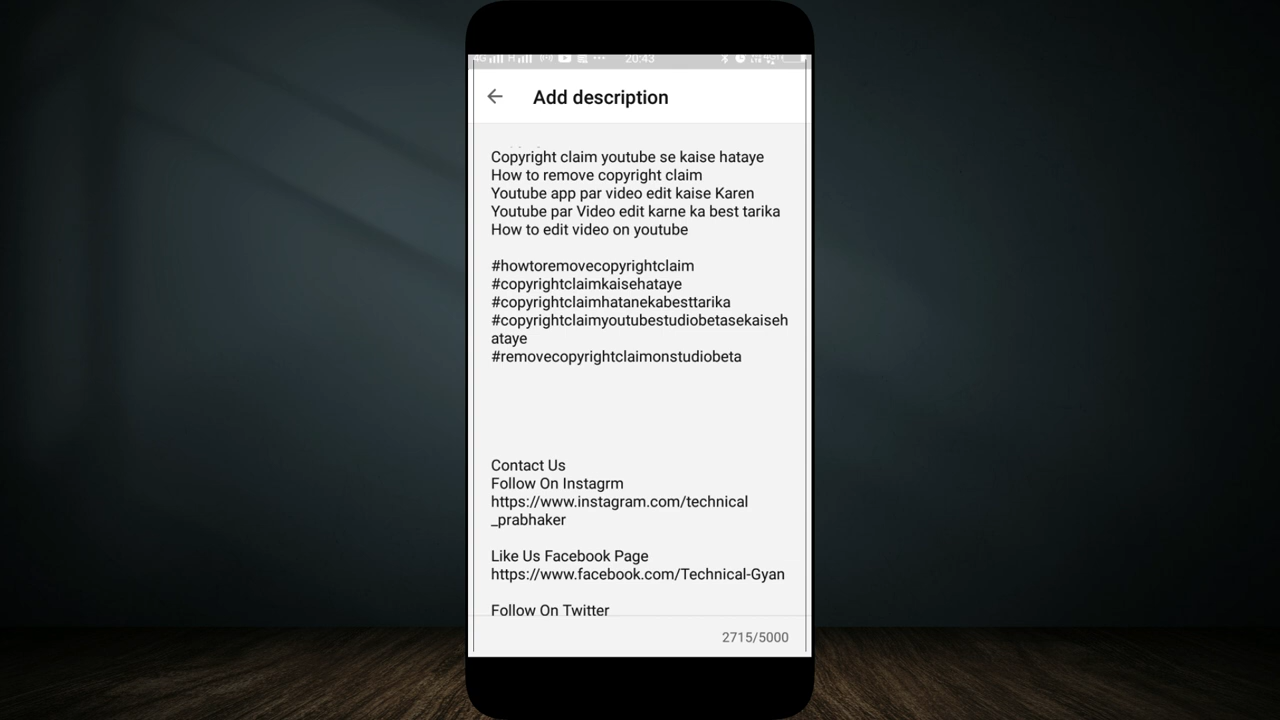 20:43
Add description
Copyright claim youtube se kaise hataye
How to remove copyright claim
Youtube app par video edit kaise Karen
Youtube par Video edit karne ka best tarika
How to edit video on youtube
#howtoremovecopyrightclaim
#copyrightclaimkaisehataye
#copyrightclaimhatanekabesttarika
#copyrightclaimyoutubestudiobetasekaiseh
ataye
#removecopyrightclaimonstudiobeta
Contact Us
Follow On Instagrm
https://www.instagram.com/technical
_prabhaker
Like Us Facebook Page
https://www.facebook.com/Technical-Gyan
Follow On Twitter
2715/5000